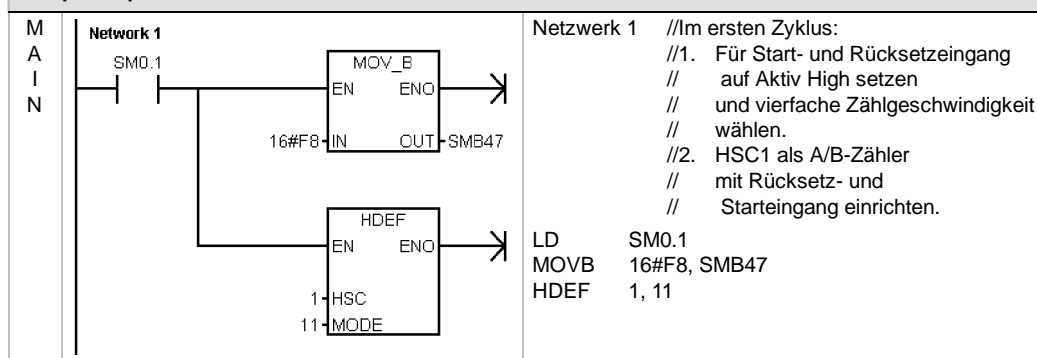 M
A
I
N
Network 1
SM0.1
MOV_B
EN ENO
16#F8 IN OUT SMB47
HDEF
EN ENO
1 HSC
11 MODE
Netzwerk 1 //Im ersten Zyklus:
//1. Für Start- und Rücksetzeingang
// auf Aktiv High setzen
// und vierfache Zählgeschwindigkeit
// wählen.
//2. HSC1 als A/B-Zähler
// mit Rücksetz- und
// Starteingang einrichten.
LD SM0.1
MOVB 16#F8, SMB47
HDEF 1, 11